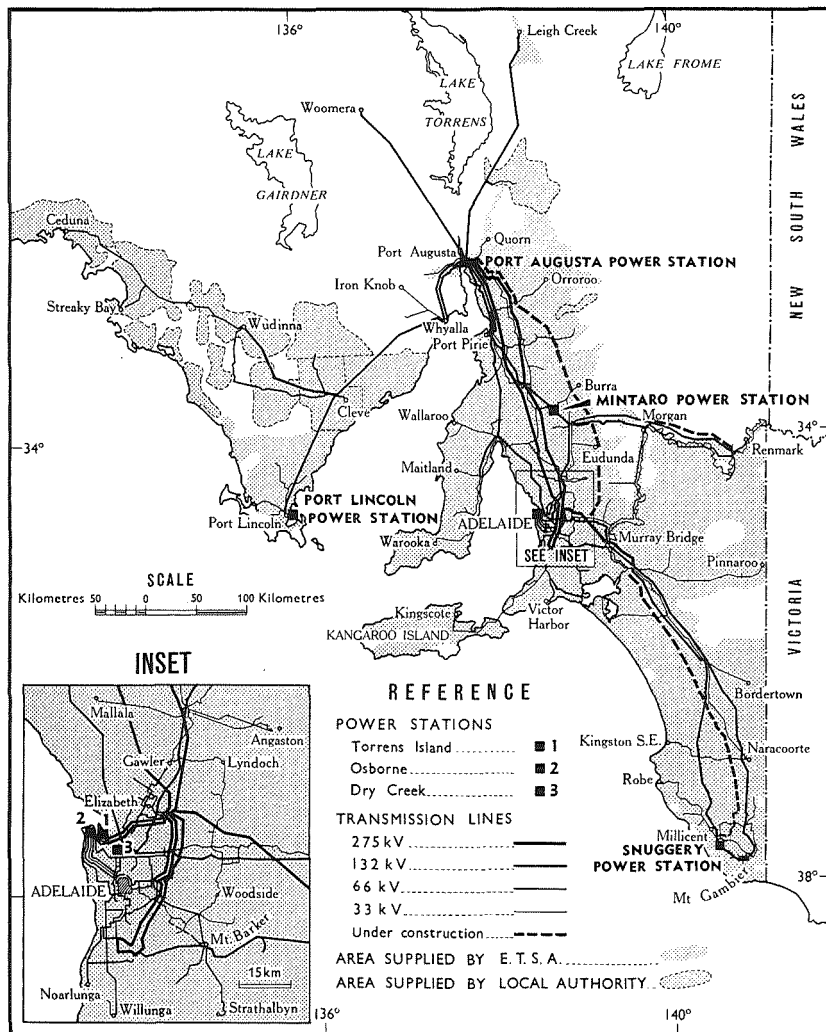 136°
140°
Leigh Creek
LAKE FROME
LAKE
TORRENS
Woomera
LAKE
GAIRDNER
NEW SOUTH WALES
Ceduna
Quorn
Port Augusta
PORT AUGUSTA POWER STATION
Iron Knob
Orroroo
Streaky Bay
Wudinna
Whyalla
Port Pirie
Burra
Cleve
MINTARO POWER STATION
Wallaroo
Morgan
34°
34°
Renmark
Eudunda
Maitland
PORT LINCOLN
POWER STATION
Port Lincoln
ADELAIDE
Murray Bridge
Warooka
SEE INSET
Pinnaroo
SCALE
Kilometres 50 0 50 100 Kilometres
Kingscote
Victor
Harbor
KANGAROO ISLAND
VICTORIA
Bordertown
Kingston S.E.
Naracoorte
Robe
Millicent
SNUGGERY
POWER STATION
Mt Gambier
38°
INSET
Mallala
Angaston
Gawler
Lyndoch
Elizabeth
2
1
3
ADELAIDE
Woodside
Mt. Barker
15km
Noarlunga
Willunga
Strathalbyn
REFERENCE
POWER STATIONS
Torrens Island 1
Osborne 2
Dry Creek 3
TRANSMISSION LINES
275 kV
132 kV
66 kV
33 kV
Under construction
AREA SUPPLIED BY E.T.S.A.
AREA SUPPLIED BY LOCAL AUTHORITY
136°
140°